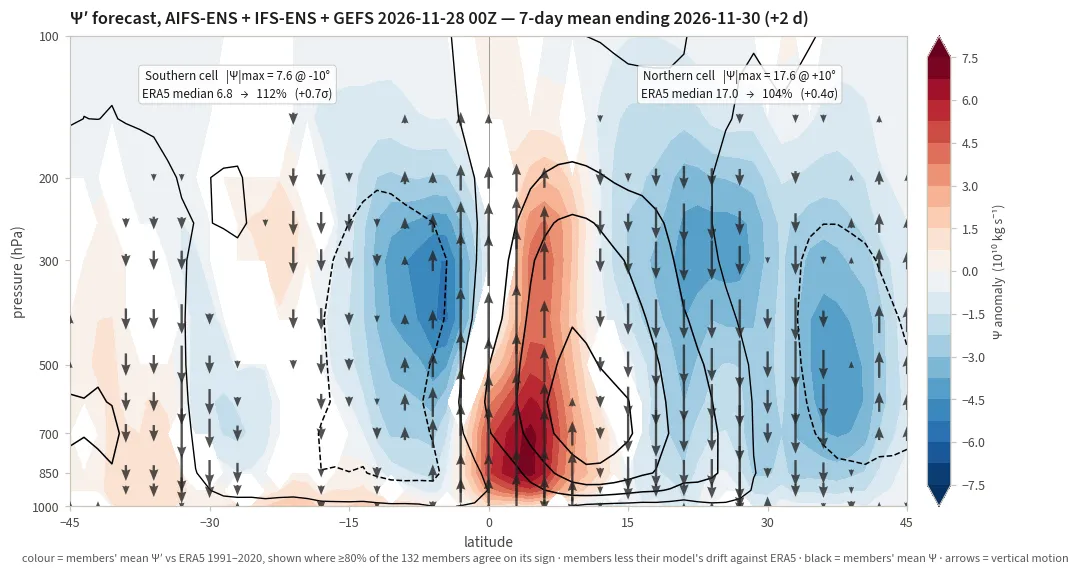 Ψ′ forecast, AIFS-ENS + IFS-ENS + GEFS 2026-11-28 00Z — 7-day mean ending 2026-11-30 (+2 d)
Southern cell |Ψ|max = 7.6 @ -10°
ERA5 median 6.8 → 112% (+0.7σ)
Northern cell |Ψ|max = 17.6 @ +10°
ERA5 median 17.0 → 104% (+0.4σ)
pressure (hPa)
100
200
300
400
500
700
850
1000
−45
−30
−15
0
15
30
45
latitude
7.5
6.0
4.5
3.0
1.5
0.0
−1.5
−3.0
−4.5
−6.0
−7.5
Ψ anomaly (10¹⁰ kg s⁻¹)
colour = members' mean Ψ′ vs ERA5 1991–2020, shown where ≥80% of the 132 members agree on its sign · members less their model's drift against ERA5 · black = members' mean Ψ · arrows = vertical motion